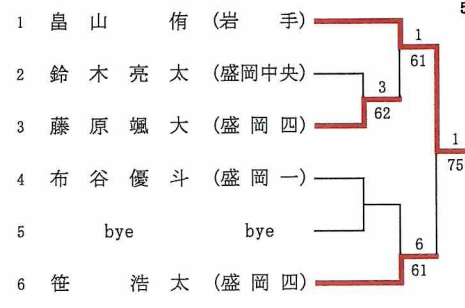 1 畠山 侑 (岩手)
2 鈴木亮太 (盛岡中央)
3 藤原颯大 (盛岡四)
4 布谷優斗 (盛岡一)
5 bye bye
6 笹 浩太 (盛岡四)
1
61
3
62
1
75
6
61